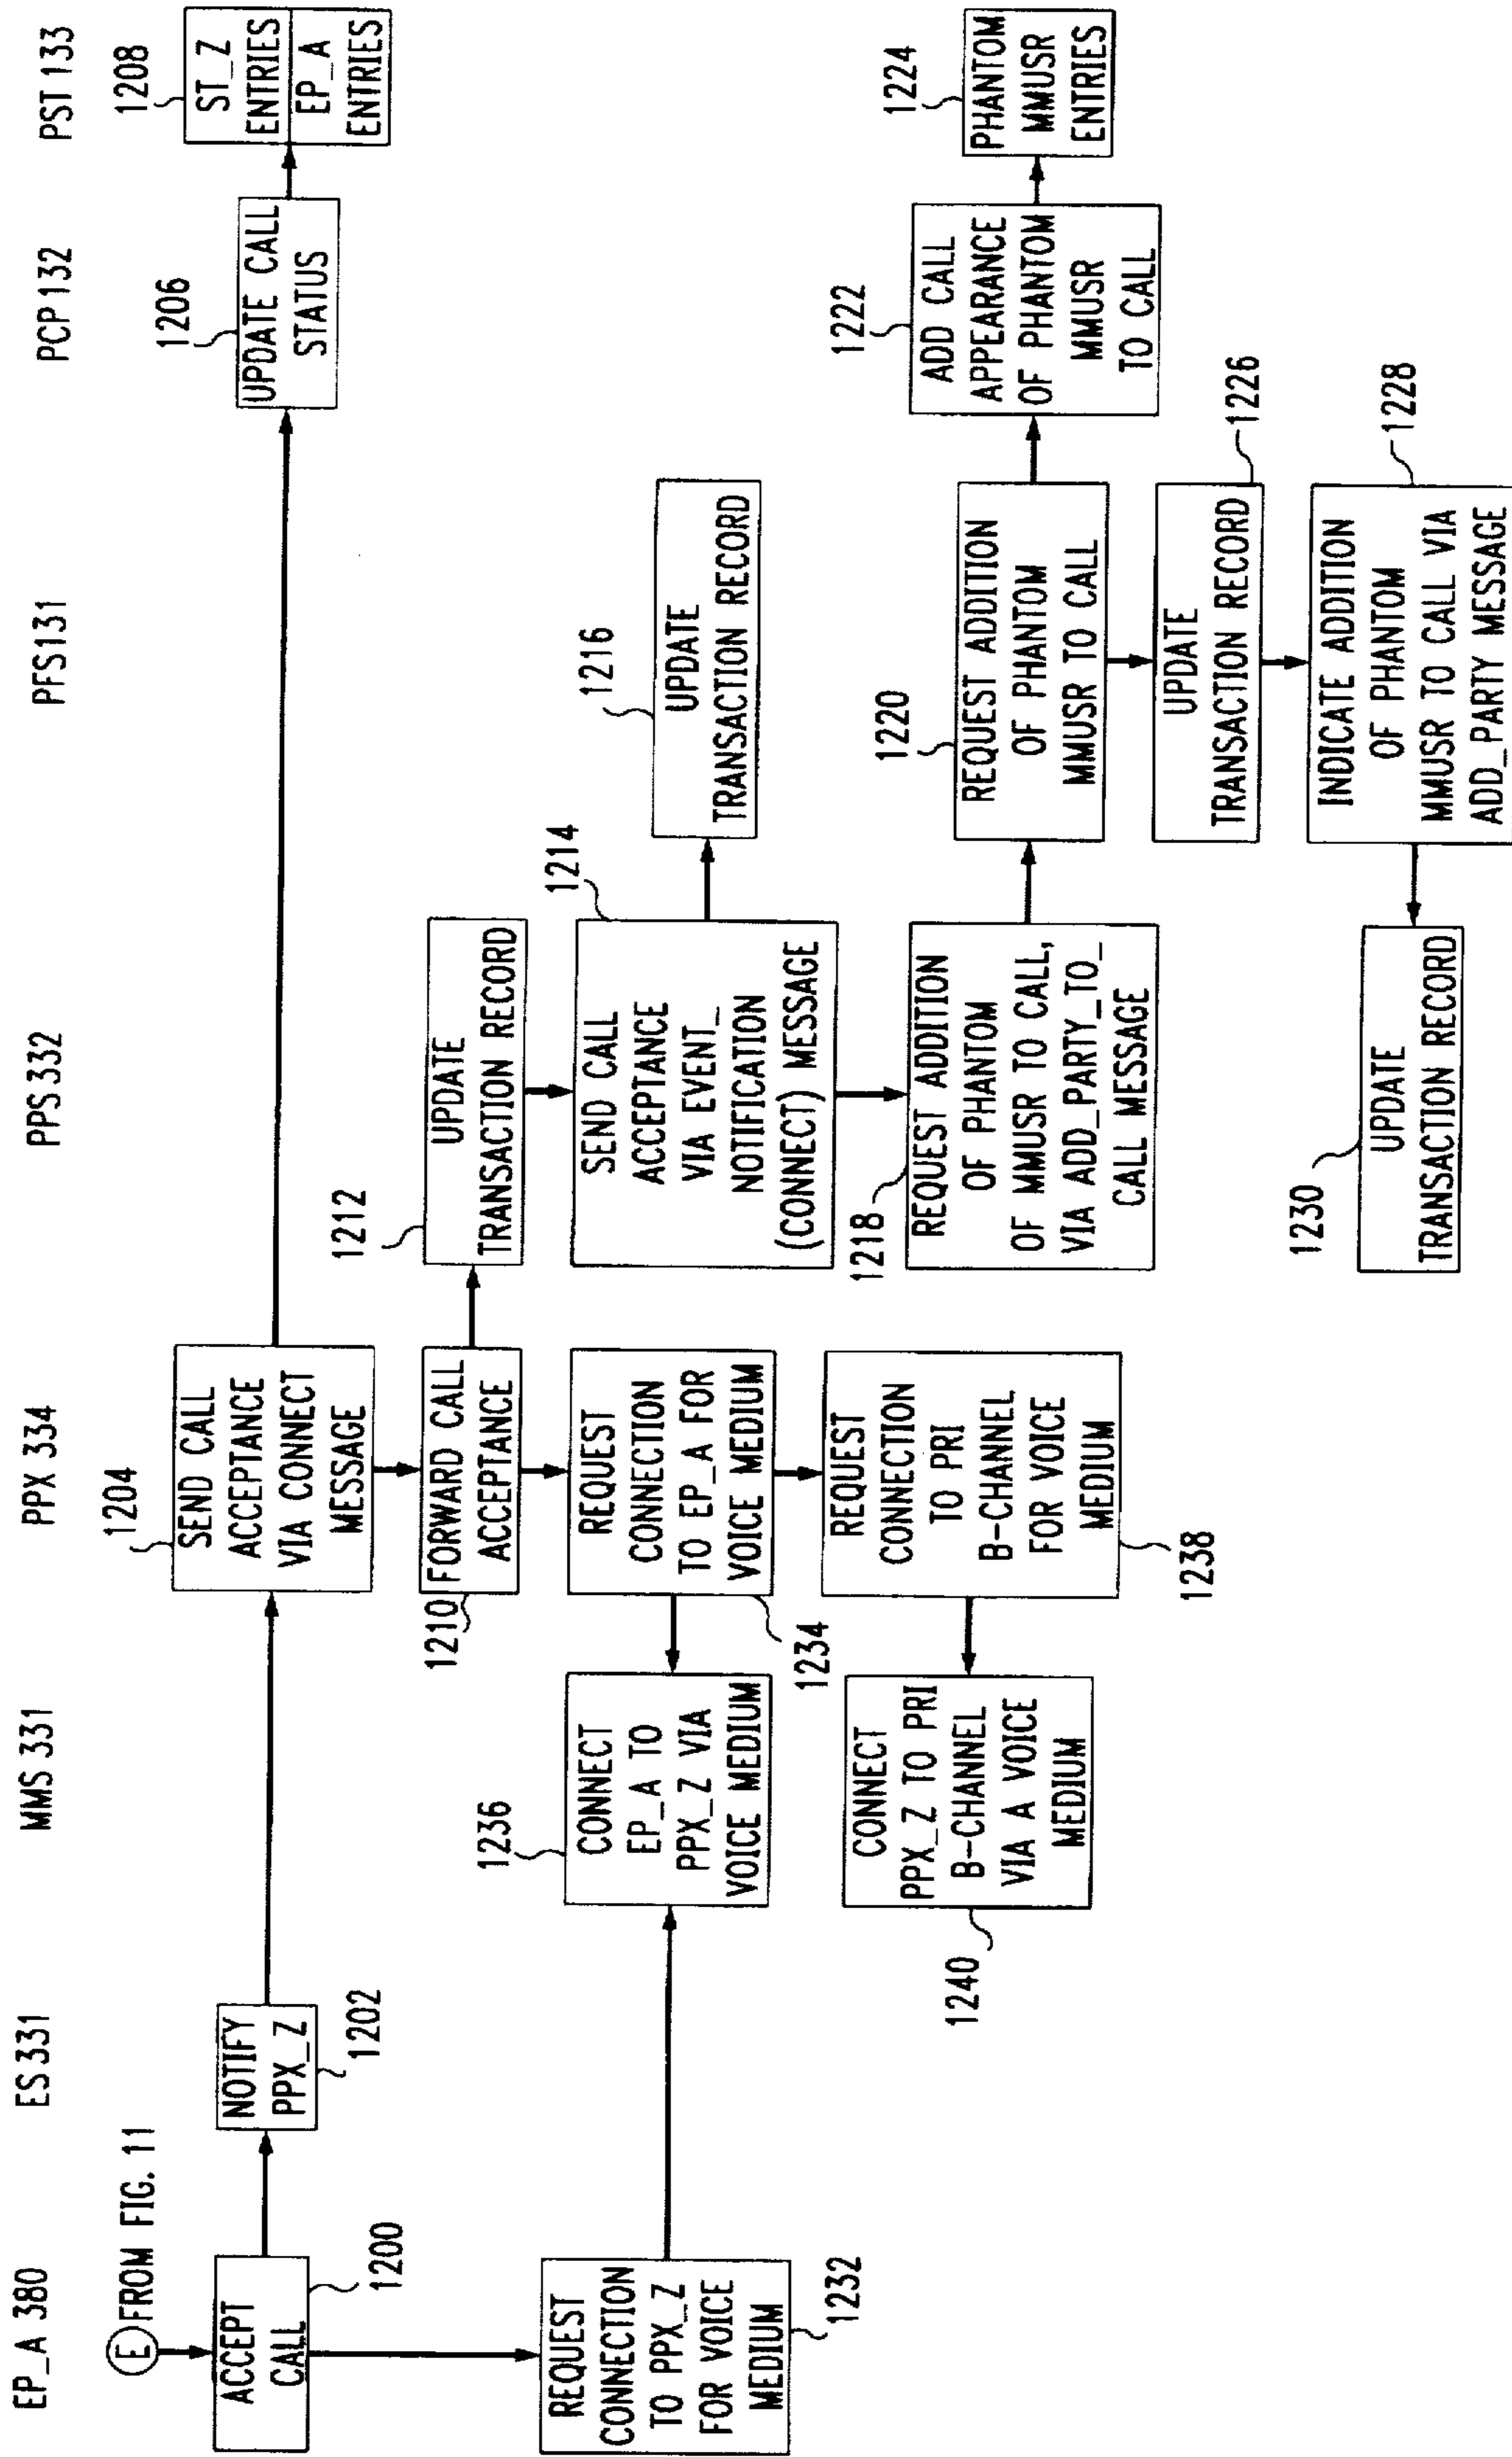 EP_A 380
ES 331
MMS 331
PPX 334
PPS 332
PFS131
PCP 132
PST 133
E
FROM FIG. 11
ACCEPT
CALL
1200
NOTIFY
PPX_Z
1202
1204
SEND CALL
ACCEPTANCE
VIA CONNECT
MESSAGE
1206
UPDATE CALL
STATUS
1208
ST_Z
ENTRIES
EP_A
ENTRIES
1210
FORWARD CALL
ACCEPTANCE
1212
UPDATE
TRANSACTION RECORD
1214
SEND CALL
ACCEPTANCE
VIA EVENT_
NOTIFICATION
(CONNECT) MESSAGE
1216
UPDATE
TRANSACTION RECORD
1218
REQUEST ADDITION
OF PHANTOM
OF MMUSR TO CALL,
VIA ADD_PARTY_TO_
CALL MESSAGE
1220
REQUEST ADDITION
OF PHANTOM
MMUSR TO CALL
1222
ADD CALL
APPEARANCE
OF PHANTOM
MMUSR
TO CALL
1224
PHANTOM
MMUSR
ENTRIES
UPDATE
TRANSACTION RECORD
1226
INDICATE ADDITION
OF PHANTOM
MMUSR TO CALL VIA
ADD_PARTY MESSAGE
1228
1230
UPDATE
TRANSACTION RECORD
REQUEST
CONNECTION
TO PPX_Z
FOR VOICE
MEDIUM
1232
REQUEST
CONNECTION
TO EP_A FOR
VOICE MEDIUM
1234
1236
CONNECT
EP_A TO
PPX_Z VIA
VOICE MEDIUM
REQUEST
CONNECTION
TO PRI
B-CHANNEL
FOR VOICE
MEDIUM
1238
CONNECT
PPX_Z TO PRI
B-CHANNEL
VIA A VOICE
MEDIUM
1240